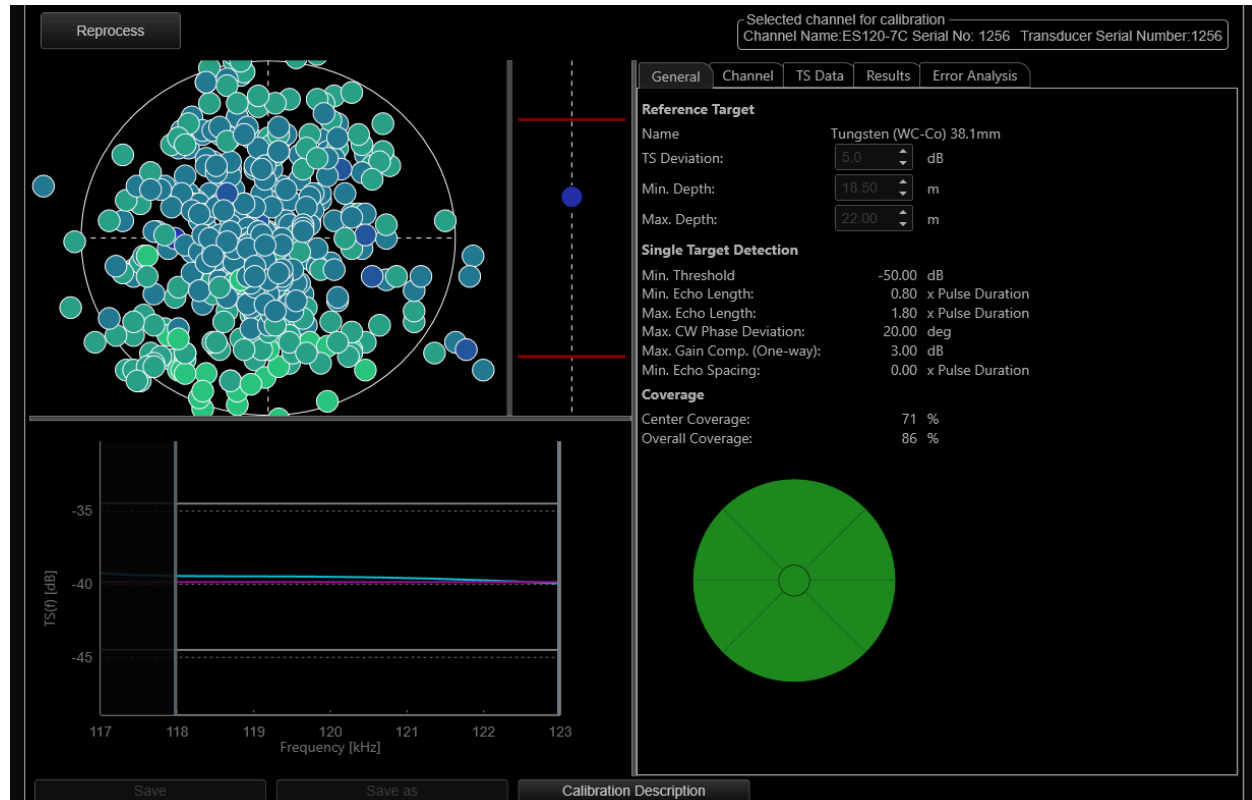 Reprocess
Selected channel for calibration
Channel Name:ES120-7C Serial No: 1256 Transducer Serial Number:1256
General Channel TS Data Results Error Analysis
Reference Target
Name Tungsten (WC-Co) 38.1mm
TS Deviation: 5.0 dB
Min. Depth: 18.50 m
Max. Depth: 22.00 m
Single Target Detection
Min. Threshold -50.00 dB
Min. Echo Length: 0.80 x Pulse Duration
Max. Echo Length: 1.80 x Pulse Duration
Max. CW Phase Deviation: 20.00 deg
Max. Gain Comp. (One-way): 3.00 dB
Min. Echo Spacing: 0.00 x Pulse Duration
Coverage
Center Coverage: 71 %
Overall Coverage: 86 %
-35
-40
-45
TS(f) [dB]
117 118 119 120 121 122 123
Frequency [kHz]
Save Save as Calibration Description